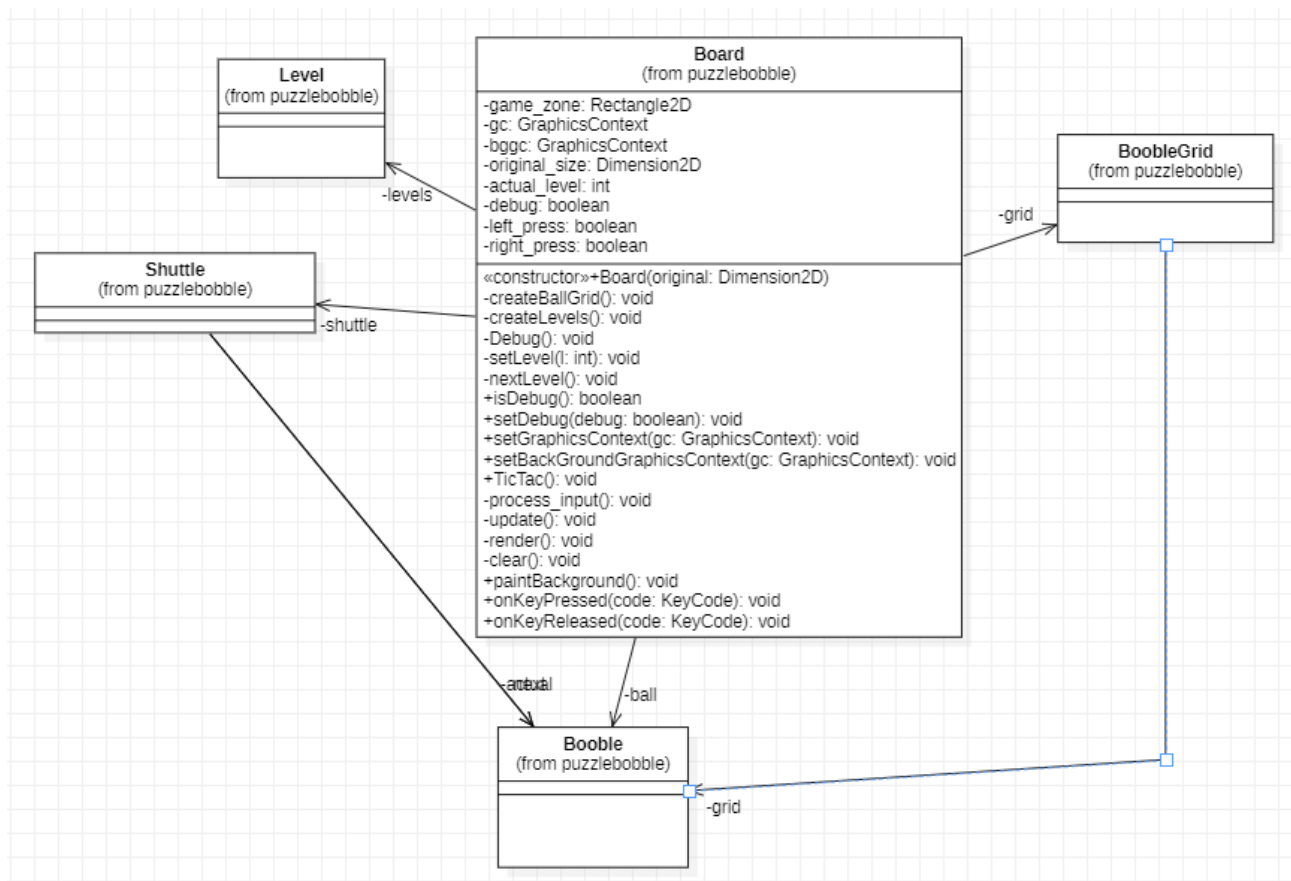 Level
(from puzzlebobble)
-levels
Board
(from puzzlebobble)
-game_zone: Rectangle2D
-gc: GraphicsContext
-bggc: GraphicsContext
-original_size: Dimension2D
-actual_level: int
-debug: boolean
-left_press: boolean
-right_press: boolean
«constructor»+Board(original: Dimension2D)
-createBallGrid(): void
-createLevels(): void
-Debug(): void
-setLevel(l: int): void
-nextLevel(): void
+isDebug(): boolean
+setDebug(debug: boolean): void
+setGraphicsContext(gc: GraphicsContext): void
+setBackGroundGraphicsContext(gc: GraphicsContext): void
+TicTac(): void
-process_input(): void
-update(): void
-render(): void
-clear(): void
+paintBackground(): void
+onKeyPressed(code: KeyCode): void
+onKeyReleased(code: KeyCode): void
BoobleGrid
(from puzzlebobble)
-grid
Shuttle
(from puzzlebobble)
-shuttle
-ball
Booble
(from puzzlebobble)
-grid